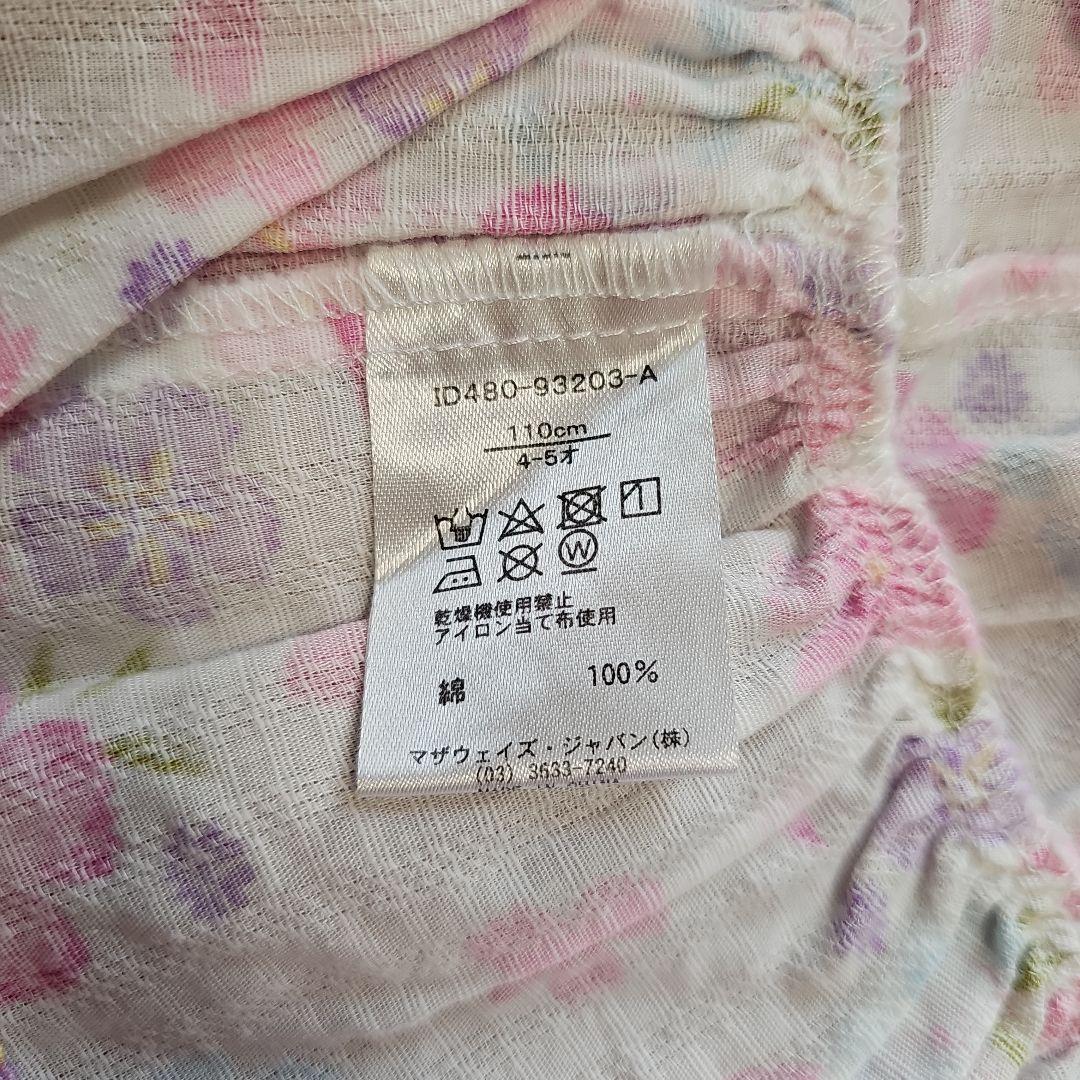 ID480-93203-A
110cm
4-5才
W
乾燥機使用禁止
アイロン当て布使用
綿 100%
マザウェイズ・ジャパン(株)
(03) 3633-7240